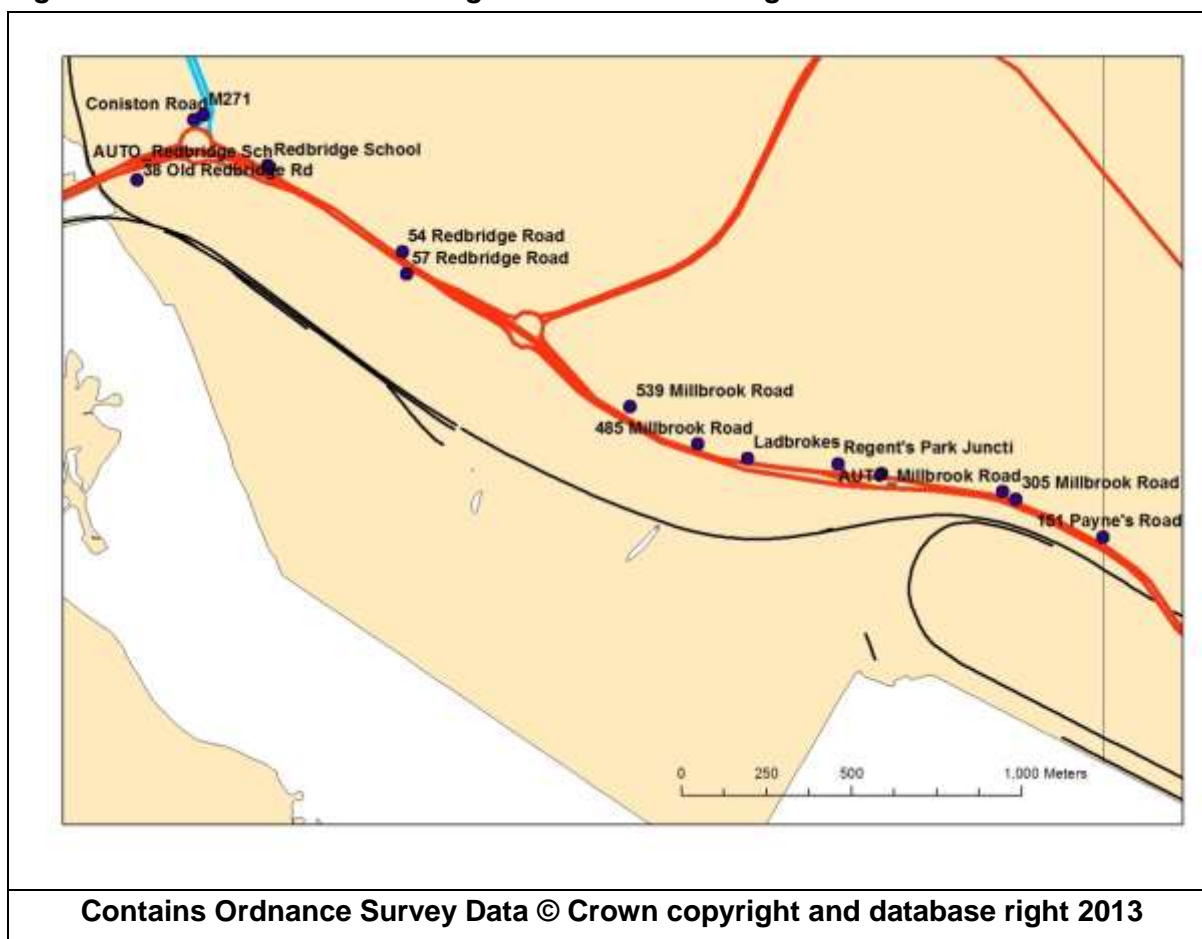 M271
Coniston Road
AUTO_Redbridge Sch
Redbridge School
38 Old Redbridge Rd
54 Redbridge Road
57 Redbridge Road
539 Millbrook Road
485 Millbrook Road
Ladbrokes
Regent's Park Juncti
AUTO_Millbrook Road
305 Millbrook Road
151 Payne's Road
0 250 500 1,000 Meters
Contains Ordnance Survey Data © Crown copyright and database right 2013